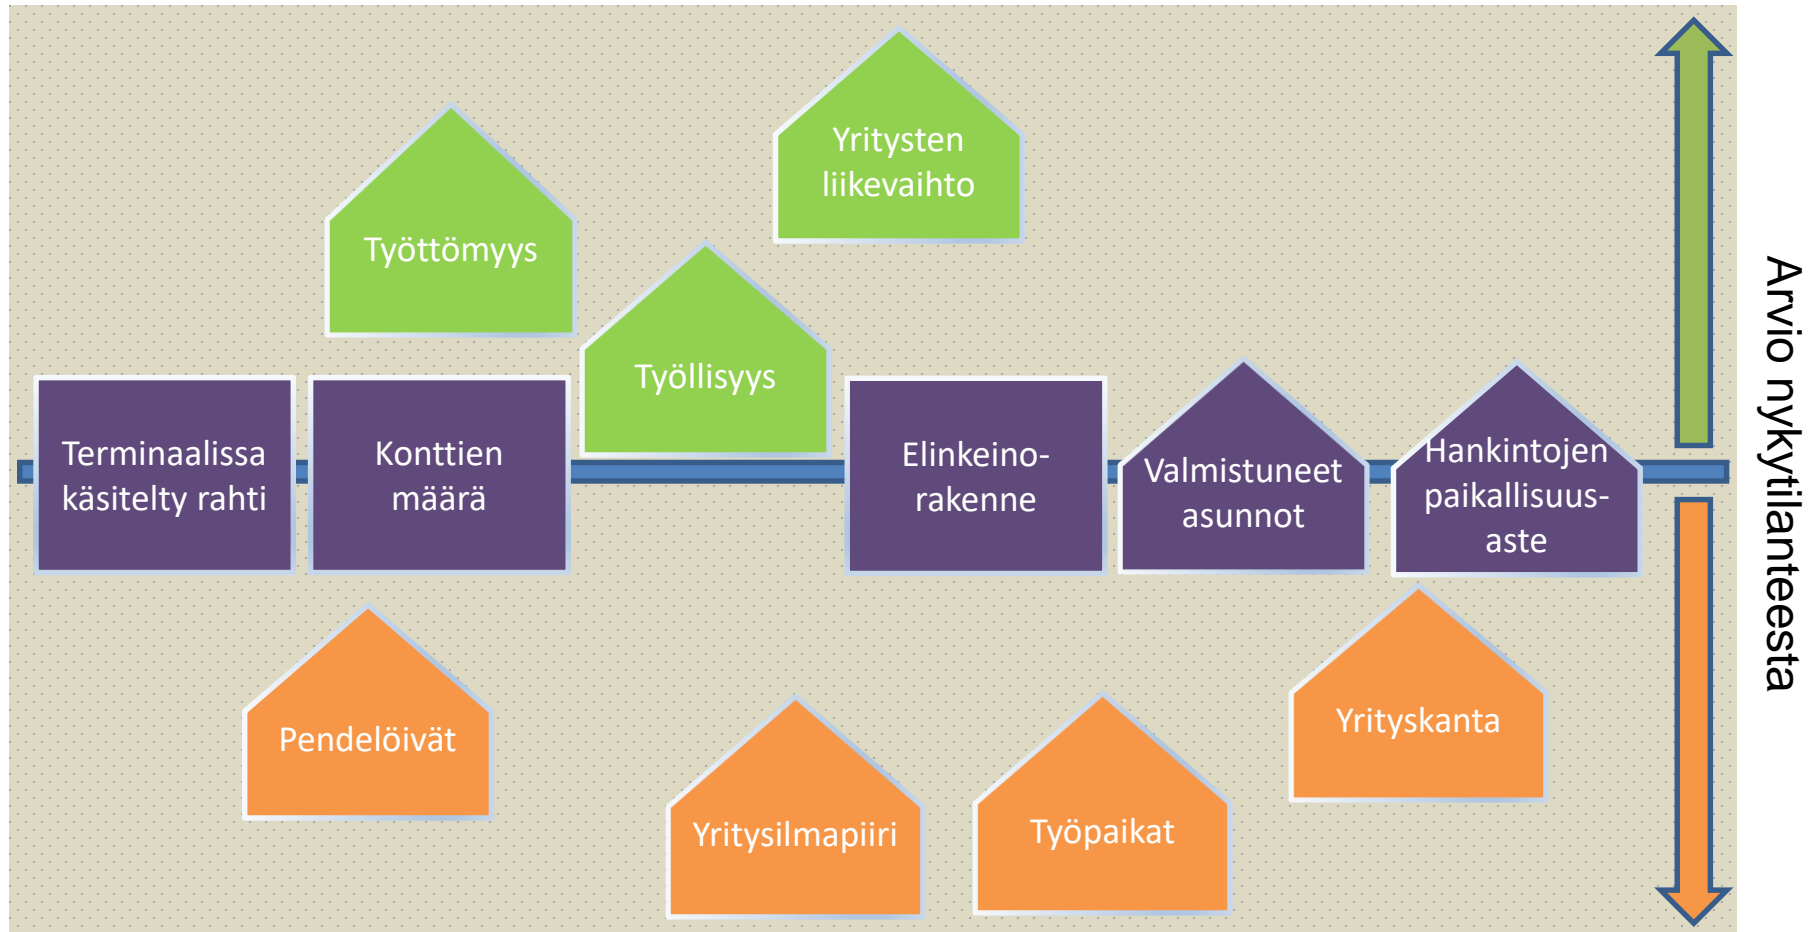 Yritysten
liikevaihto
Työttömyys
Työllisyys
Terminaalissa
käsitelty rahti
Konttien
määrä
Elinkeino-
rakenne
Valmistuneet
asunnot
Hankintojen
paikallisuus-
aste
Pendelöivät
Yritysilmapiiri
Työpaikat
Yrityskanta
Arvio nykytilanteesta